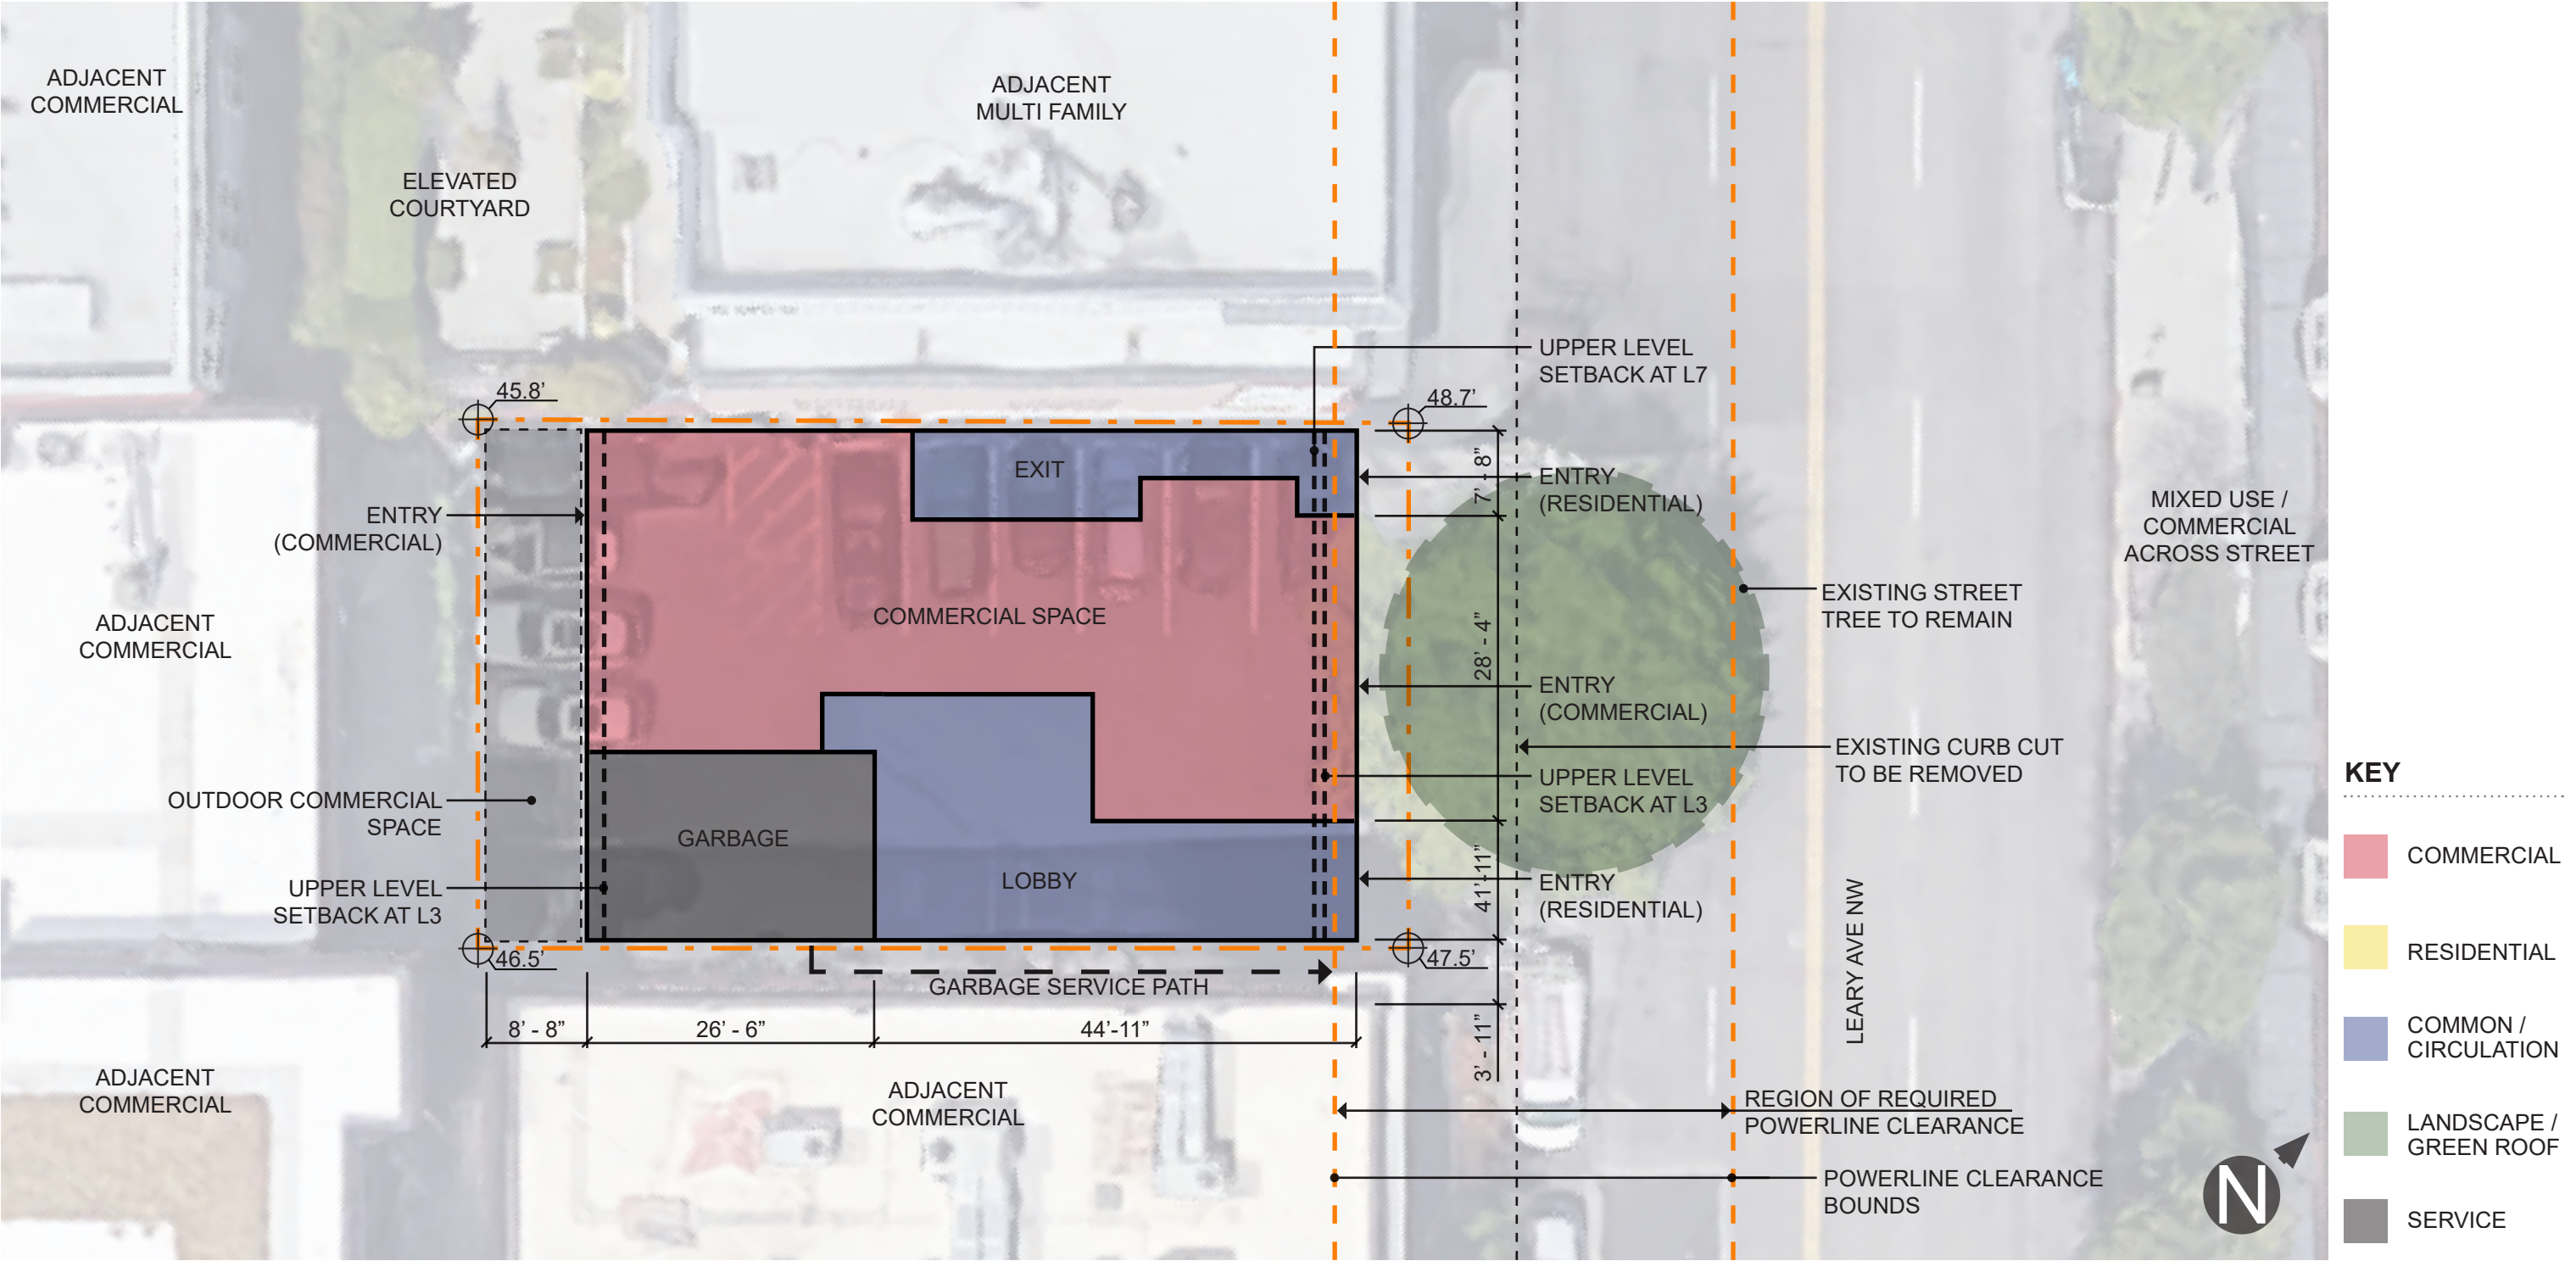 ADJACENT
COMMERCIAL
ADJACENT
MULTI FAMILY
ELEVATED
COURTYARD
UPPER LEVEL
SETBACK AT L7
45.8’
48.7’
EXIT
7’ - 8”
ENTRY
(RESIDENTIAL)
ENTRY
(COMMERCIAL)
MIXED USE /
COMMERCIAL
ACROSS STREET
EXISTING STREET
TREE TO REMAIN
ADJACENT
COMMERCIAL
COMMERCIAL SPACE
28’ - 4”
ENTRY
(COMMERCIAL)
EXISTING CURB CUT
TO BE REMOVED
UPPER LEVEL
SETBACK AT L3
OUTDOOR COMMERCIAL
SPACE
GARBAGE
LOBBY
41’-11”
ENTRY
(RESIDENTIAL)
UPPER LEVEL
SETBACK AT L3
LEARY AVE NW
46.5’
47.5’
GARBAGE SERVICE PATH
8’ - 8”
26’ - 6”
44’-11”
3’ - 11”
ADJACENT
COMMERCIAL
ADJACENT
COMMERCIAL
REGION OF REQUIRED
POWERLINE CLEARANCE
POWERLINE CLEARANCE
BOUNDS
N
KEY
COMMERCIAL
RESIDENTIAL
COMMON /
CIRCULATION
LANDSCAPE /
GREEN ROOF
SERVICE